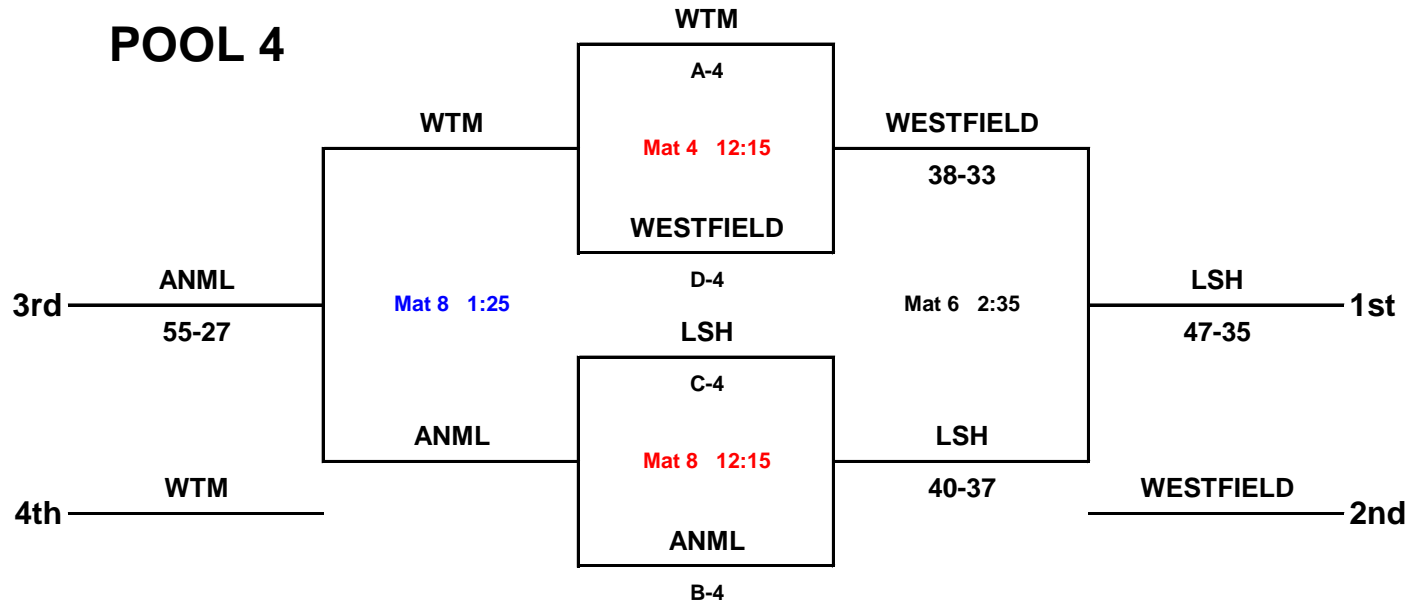 POOL 4
WTM
A-4
WTM
Mat 4 12:15
WESTFIELD
38-33
WESTFIELD
D-4
ANML
3rd
55-27
Mat 8 1:25
Mat 6 2:35
LSH
1st
47-35
LSH
C-4
ANML
Mat 8 12:15
LSH
40-37
WTM
4th
ANML
B-4
WESTFIELD
2nd